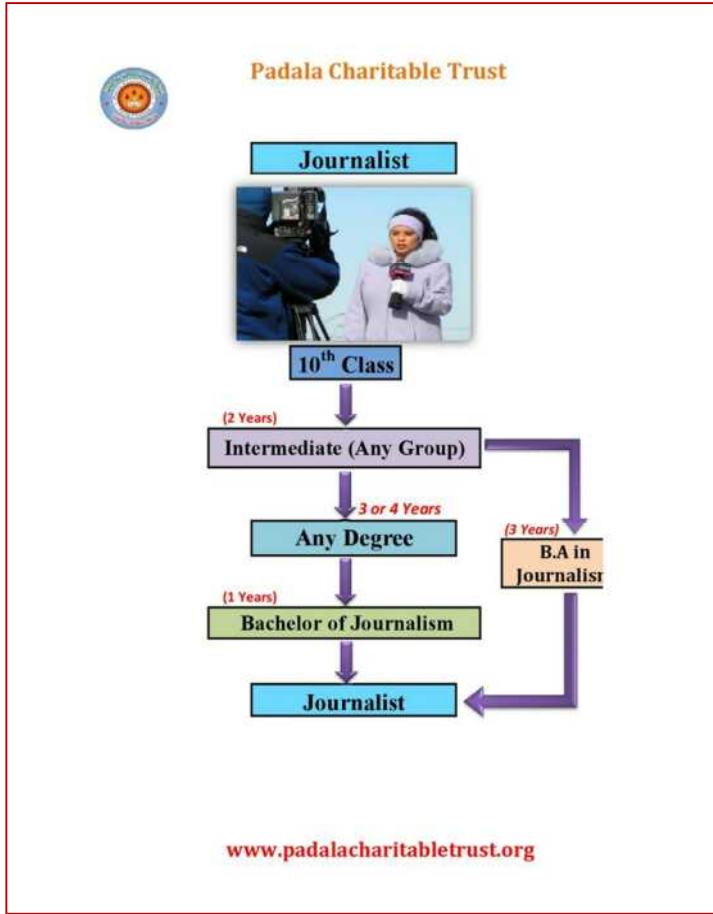 Padala Charitable Trust
Journalist
10th Class
(2 Years)
Intermediate (Any Group)
3 or 4 Years
Any Degree
(3 Years)
B.A in
Journalism
(1 Years)
Bachelor of Journalism
Journalist
www.padalacharitabletrust.org